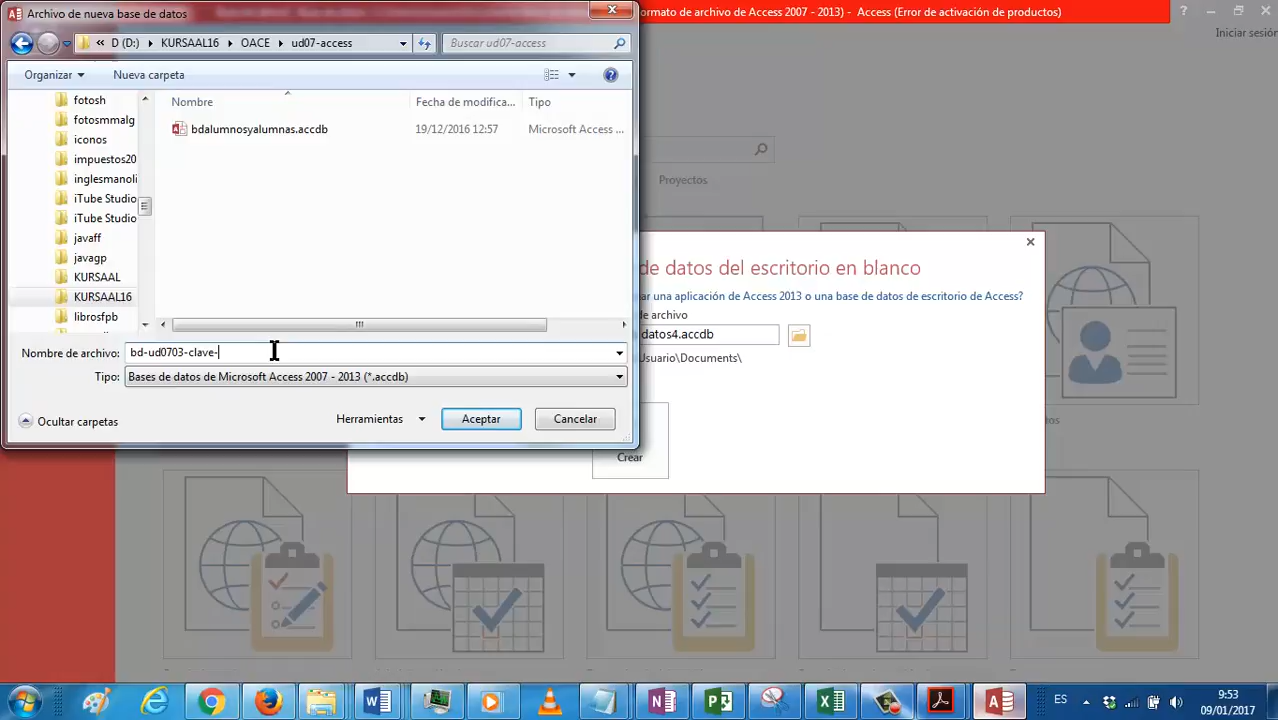 Archivo de nueva base de datos
ormato de archivo de Access 2007 - 2013) - Access (Error de activación de productos)
Iniciar sesión
« D (D:) KURSAAL16 OACE ud07-access
Buscar ud07-access
Organizar Nueva carpeta
Nombre Fecha de modifica... Tipo
bdalumnosyalumnas.accdb 19/12/2016 12:57 Microsoft Access ...
fotosh
fotosmmalg
iconos
impuestos20
inglesmanoli
iTube Studio
iTube Studio
javaff
javagp
KURSAAL
KURSAAL16
librosfpb
Nombre de archivo: bd-ud0703-clave-
Tipo: Bases de datos de Microsoft Access 2007 - 2013 (*.accdb)
Ocultar carpetas Herramientas Aceptar Cancelar
Proyectos
de datos del escritorio en blanco
ar una aplicación de Access 2013 o una base de datos de escritorio de Access?
de archivo
datos4.accdb
Usuario\Documents\
Crear
ES
9:53
09/01/2017